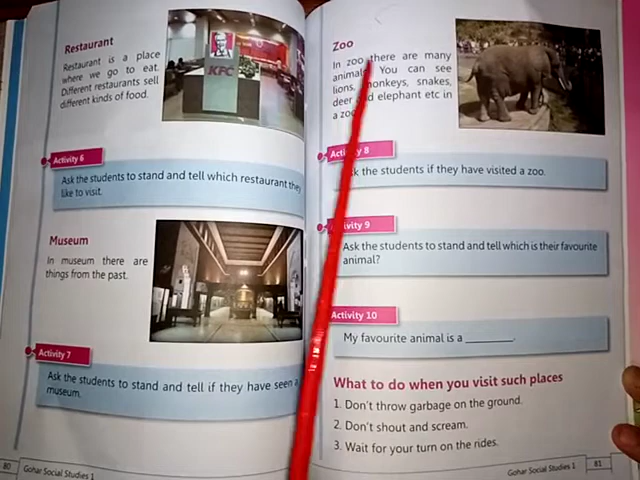 Restaurant
Restaurant is a place
where we go to eat.
Different restaurants sell
different kinds of food.
KFC
KFC
Activity 6
Ask the students to stand and tell which restaurant they
like to visit.
Museum
In museum there are
things from the past.
Activity 7
Ask the students to stand and tell if they have seen a
museum.
80
Gohar Social Studies 1
Zoo
In zoo there are many
animals. You can see
lions, monkeys, snakes,
deer and elephant etc in
a zoo.
Activity 8
Ask the students if they have visited a zoo.
Activity 9
Ask the students to stand and tell which is their favourite
animal?
Activity 10
My favourite animal is a ________.
What to do when you visit such places
1. Don't throw garbage on the ground.
2. Don't shout and scream.
3. Wait for your turn on the rides.
Gohar Social Studies 1
81